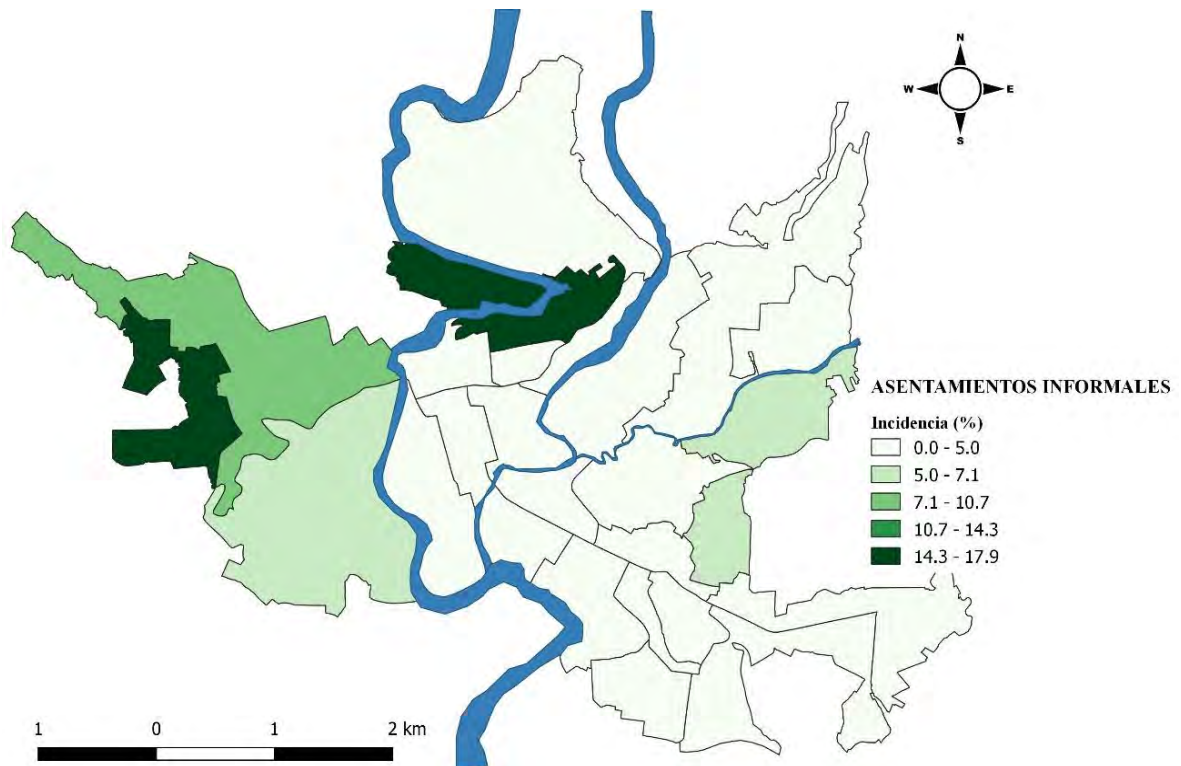 N
W E
S
ASENTAMIENTOS INFORMALES
Incidencia (%)
0.0 - 5.0
5.0 - 7.1
7.1 - 10.7
10.7 - 14.3
14.3 - 17.9
1 0 1 2 km